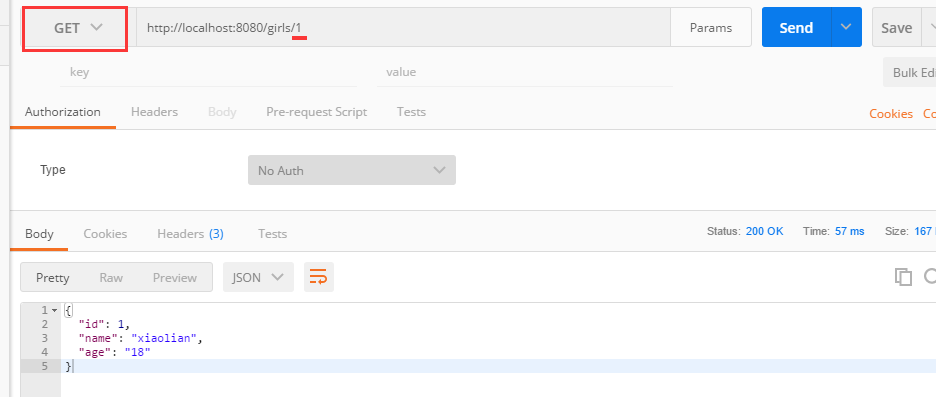 GET http://localhost:8080/girls/1 Params Send Save
key value Bulk Edi
Authorization Headers Body Pre-request Script Tests Cookies Co
Type No Auth
Body Cookies Headers (3) Tests Status: 200 OK Time: 57 ms Size: 167
Pretty Raw Preview JSON
1 {
2 "id": 1,
3 "name": "xiaolian",
4 "age": "18"
5 }